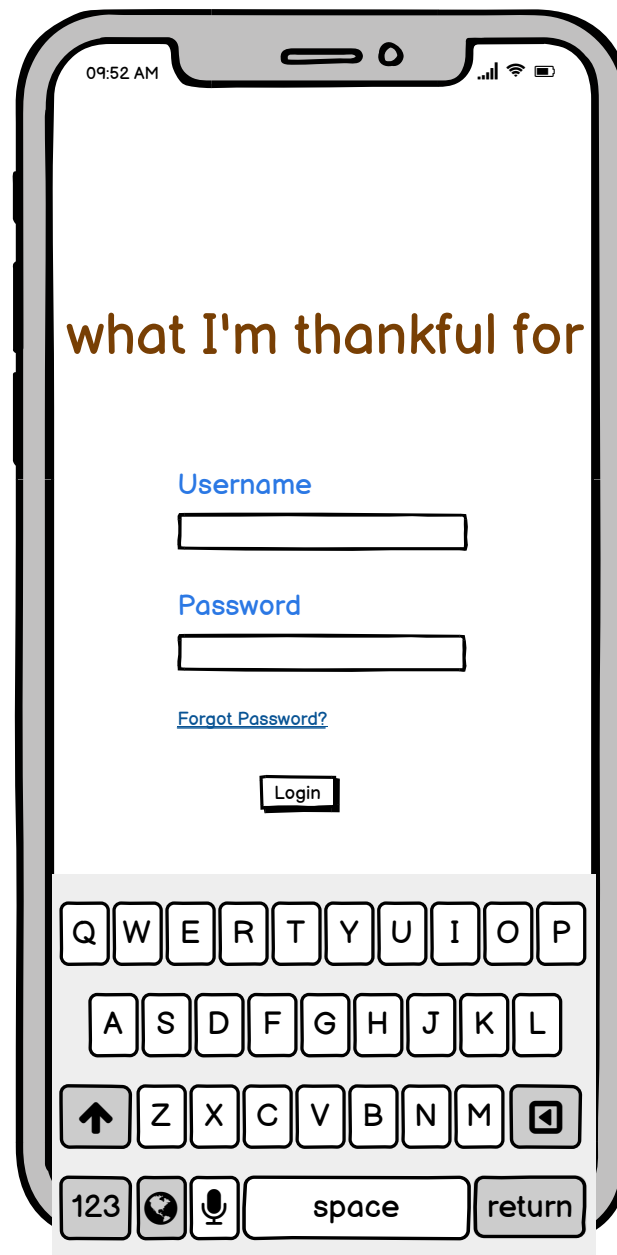 09:52 AM
what I'm thankful for
Username
Password
Forgot Password?
Login
Q W E R T Y U I O P
A S D F G H J K L
Z X C V B N M
123 space return